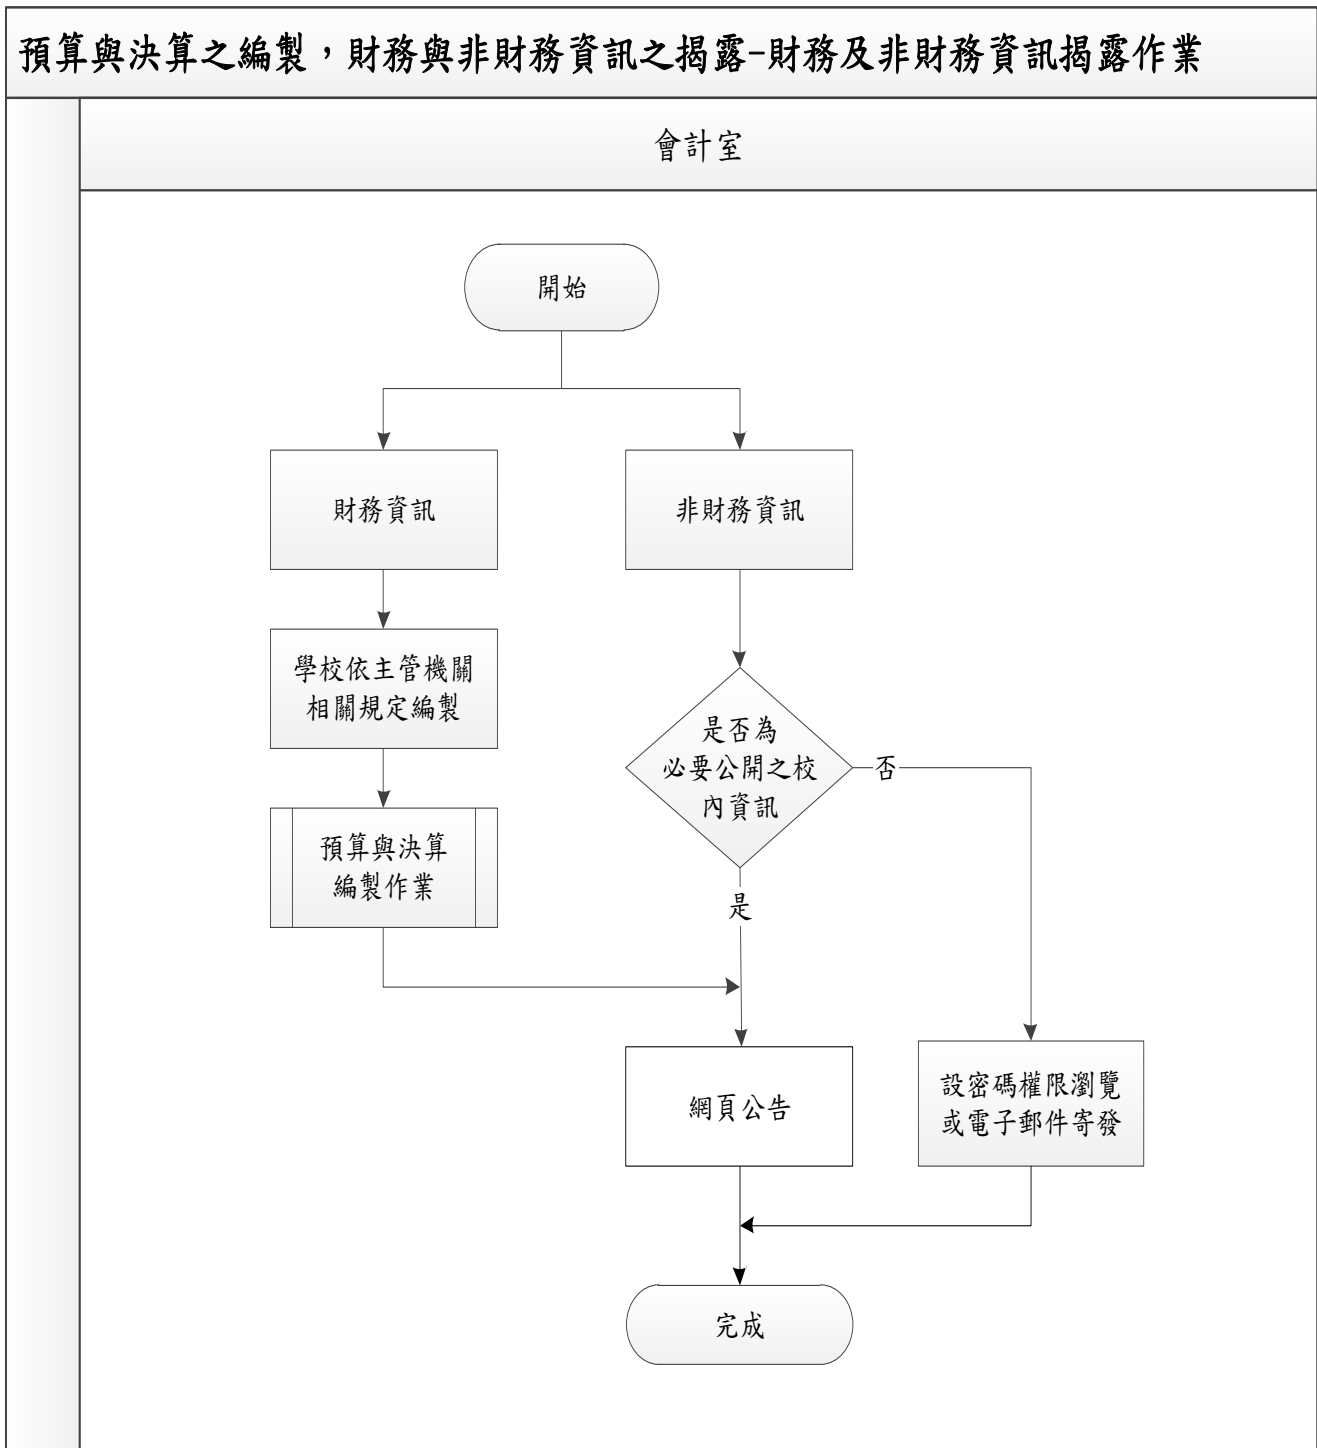 預算與決算之編製，財務與非財務資訊之揭露-財務及非財務資訊揭露作業
會計室
開始
財務資訊
非財務資訊
學校依主管機關
相關規定編製
是否為
必要公開之校
內資訊
否
預算與決算
編製作業
是
網頁公告
設密碼權限瀏覽
或電子郵件寄發
完成